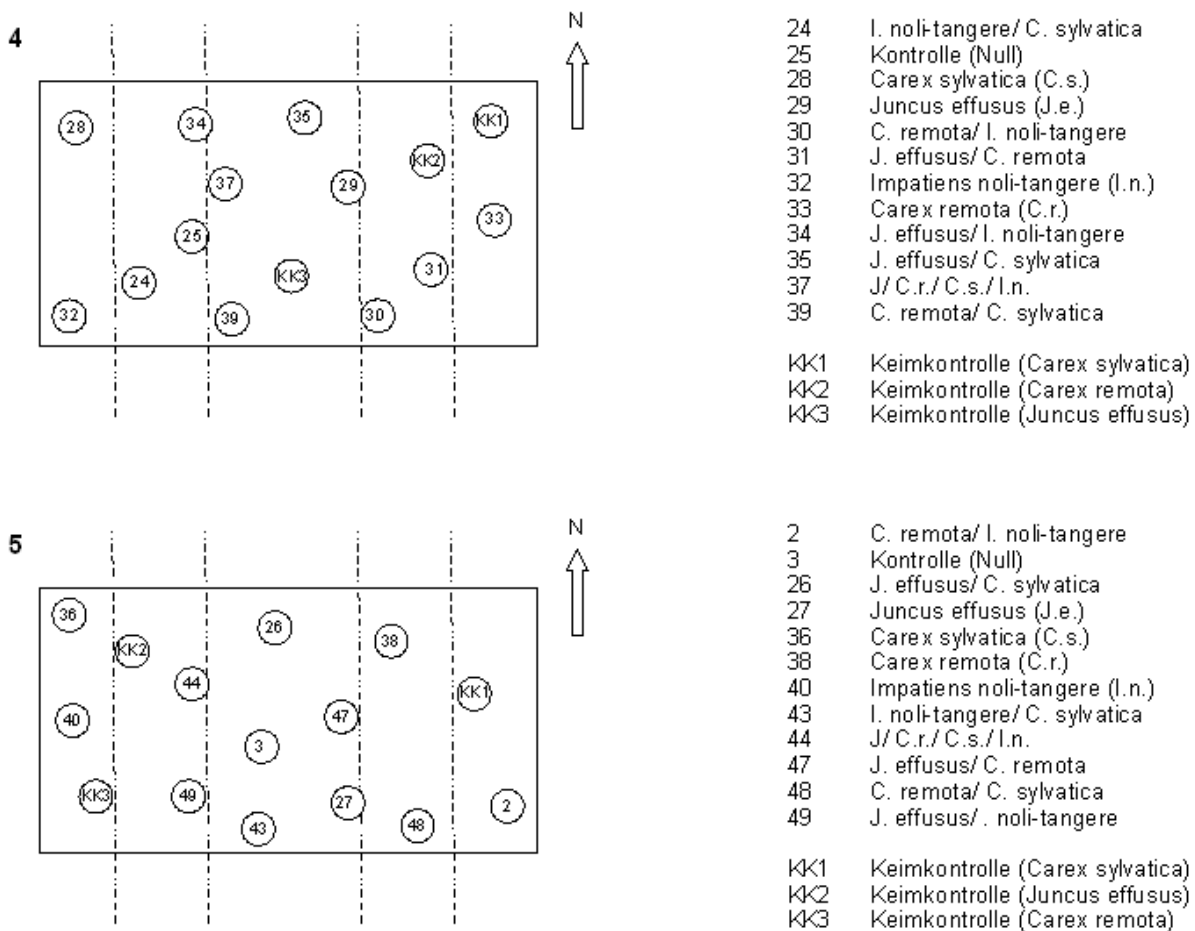 4
N
28
34
35
KK1
KK2
37
29
33
25
24
KK3
31
32
39
30
24 I. noli-tangere/ C. sylvatica
25 Kontrolle (Null)
28 Carex sylvatica (C.s.)
29 Juncus effusus (J.e.)
30 C. remota/ I. noli-tangere
31 J. effusus/ C. remota
32 Impatiens noli-tangere (I.n.)
33 Carex remota (C.r.)
34 J. effusus/ I. noli-tangere
35 J. effusus/ C. sylvatica
37 J/ C.r./ C.s./ I.n.
39 C. remota/ C. sylvatica
KK1 Keimkontrolle (Carex sylvatica)
KK2 Keimkontrolle (Carex remota)
KK3 Keimkontrolle (Juncus effusus)
5
N
36
26
38
KK2
44
KK1
40
47
3
KK3
49
27
2
43
48
2 C. remota/ I. noli-tangere
3 Kontrolle (Null)
26 J. effusus/ C. sylvatica
27 Juncus effusus (J.e.)
36 Carex sylvatica (C.s.)
38 Carex remota (C.r.)
40 Impatiens noli-tangere (I.n.)
43 I. noli-tangere/ C. sylvatica
44 J/ C.r./ C.s./ I.n.
47 J. effusus/ C. remota
48 C. remota/ C. sylvatica
49 J. effusus/ . noli-tangere
KK1 Keimkontrolle (Carex sylvatica)
KK2 Keimkontrolle (Juncus effusus)
KK3 Keimkontrolle (Carex remota)